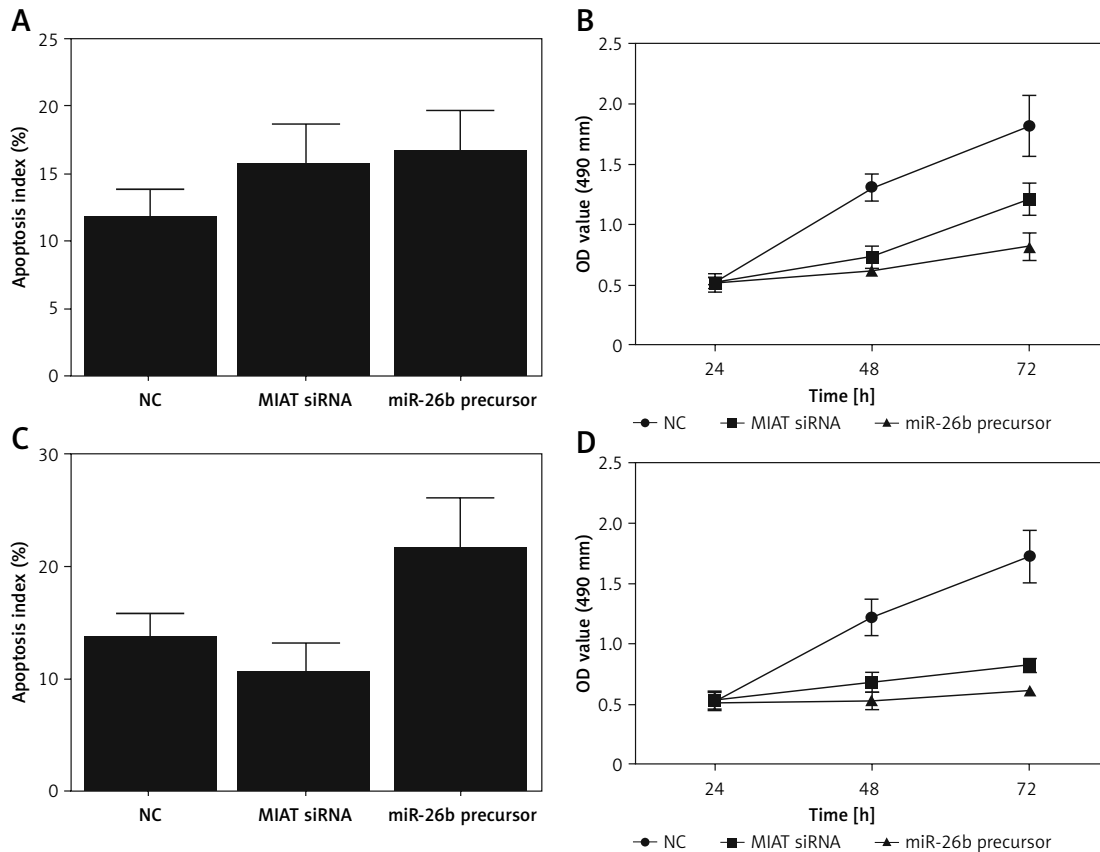 A
Apoptosis index (%)
25
20
15
10
5
0
NC
MIAT siRNA
miR-26b precursor
B
OD value (490 mm)
2.5
2.0
1.5
1.0
0.5
0
24
48
72
Time [h]
NC
MIAT siRNA
miR-26b precursor
C
Apoptosis index (%)
30
20
10
0
NC
MIAT siRNA
miR-26b precursor
D
OD value (490 mm)
2.5
2.0
1.5
1.0
0.5
0
24
48
72
Time [h]
NC
MIAT siRNA
miR-26b precursor